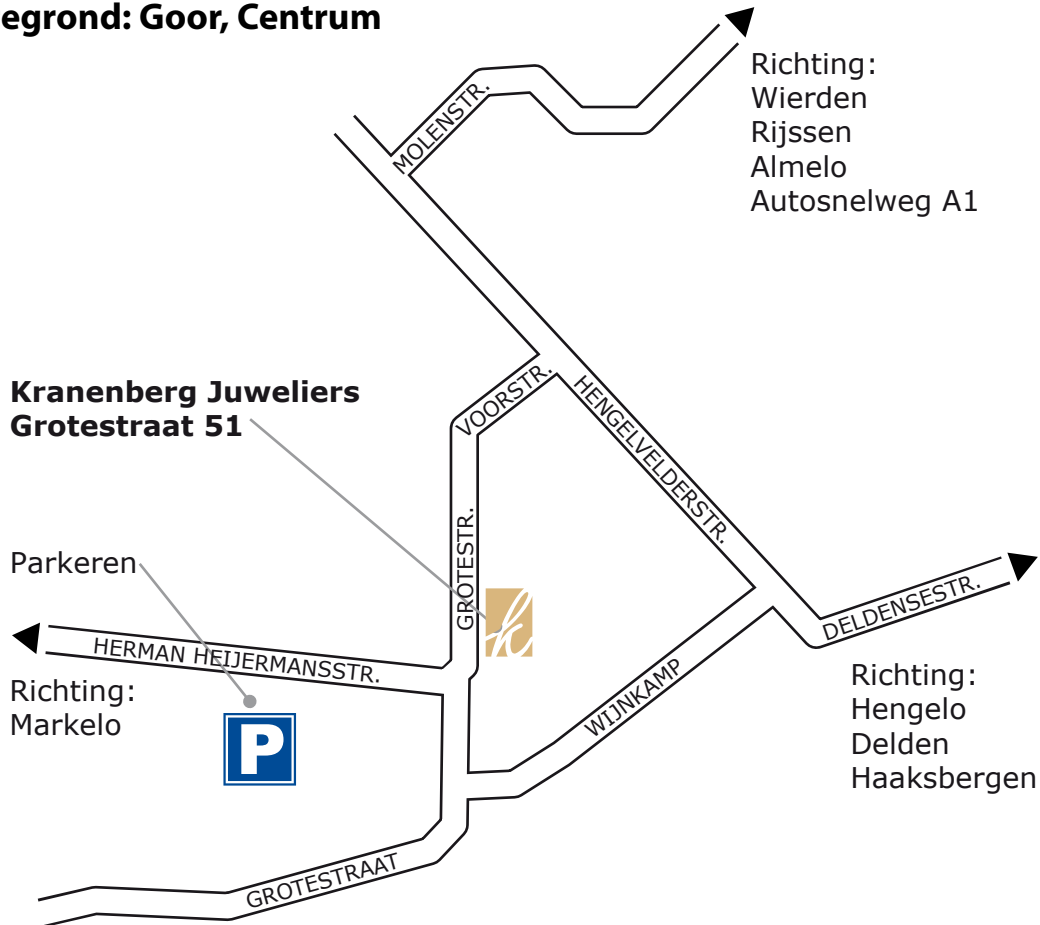 egrond: Goor, Centrum
Richting:
Wierden
Rijssen
Almelo
Autosnelweg A1
MOLENSTR.
Kranenberg Juweliers
Grotestraat 51
VOORSTR.
HENGELVELDERSTR.
GROTESTR.
k
Parkeren
DELDENSESTR.
HERMAN HEIJERMANSSTR.
Richting:
Markelo
P
WIJNKAMP
Richting:
Hengelo
Delden
Haaksbergen
GROTESTRAAT